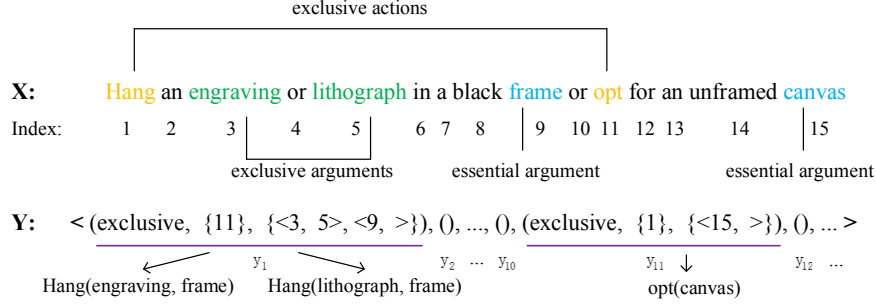 exclusive actions
X: Hang an engraving or lithograph in a black frame or opt for an unframed canvas
Index: 1 2 3 4 5 6 7 8 9 10 11 12 13 14 15
exclusive arguments essential argument essential argument
Y: < (exclusive, {11}, {<3, 5>, <9, >}), (), ..., (), (exclusive, {1}, {<15, >}), (), ... >
y1 y2 ... y10 y11 y12 ...
Hang(engraving, frame) Hang(lithograph, frame) opt(canvas)